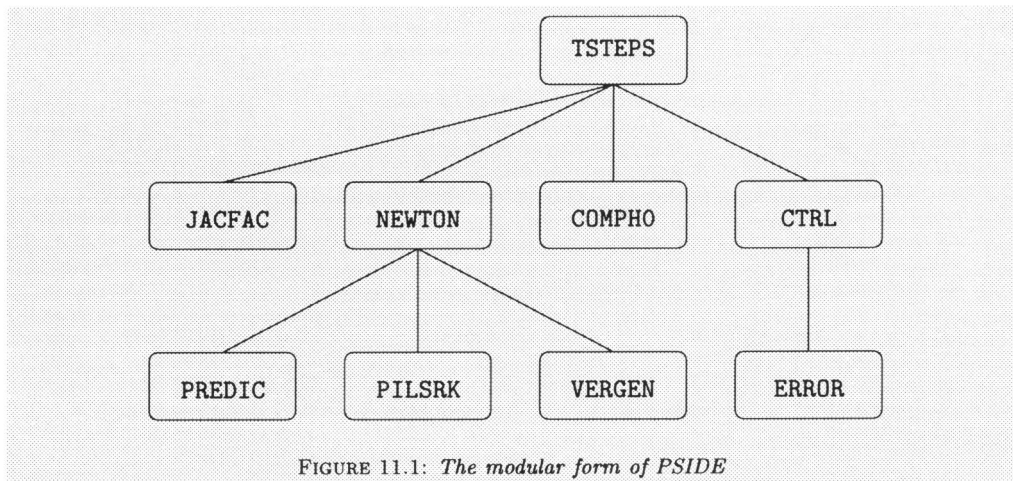 TSTEPS
JACFAC NEWTON COMPHO CTRL
PREDIC PILSRK VERGEN ERROR
FIGURE 11.1: The modular form of PSIDE